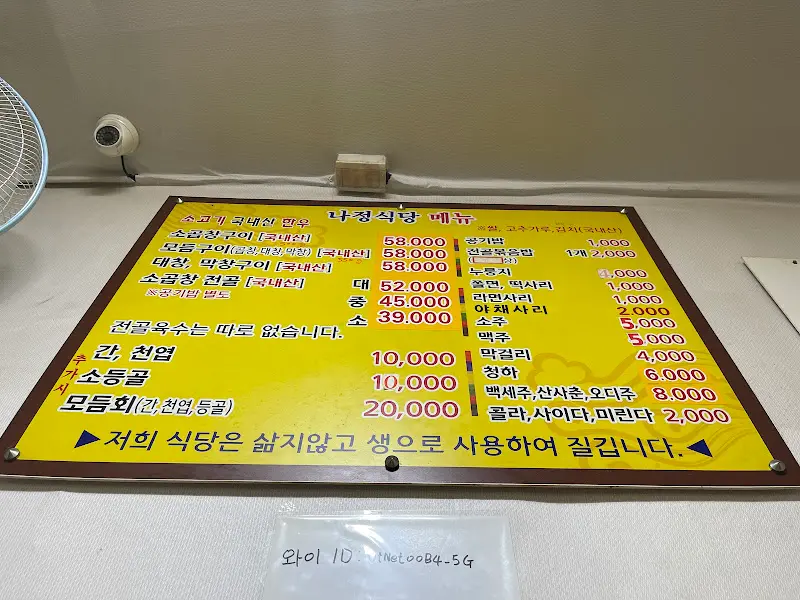 소고기 국내산 한우
나정식당 메뉴
※쌀, 고추가루,김치(국내산)
소곱창구이 [국내산] 58.000
모듬구이(곱창,대창,막창) [국내산] 58.000
대창, 막창구이 [국내산] 58.000
소곱창 전골 [국내산] 대 52.000
※공기밥 별도 중 45.000
소 39.000
전골육수는 따로 없습니다.
추가시
간, 천엽 10,000
소등골 10,000
모듬회(간,천엽,등골) 20,000
공기밥 1,000
전골볶음밥 1개 2,000
누룽지 4,000
쫄면, 떡사리 1,000
라면사리 1,000
야채사리 2.000
소주 5,000
맥주 5,000
막걸리 4,000
청하 6.000
백세주,산사춘,오디주 8,000
콜라,사이다,미린다 2,000
▶저희 식당은 삶지않고 생으로 사용하여 질깁니다.◀
와이 ID: Net00B4-5G